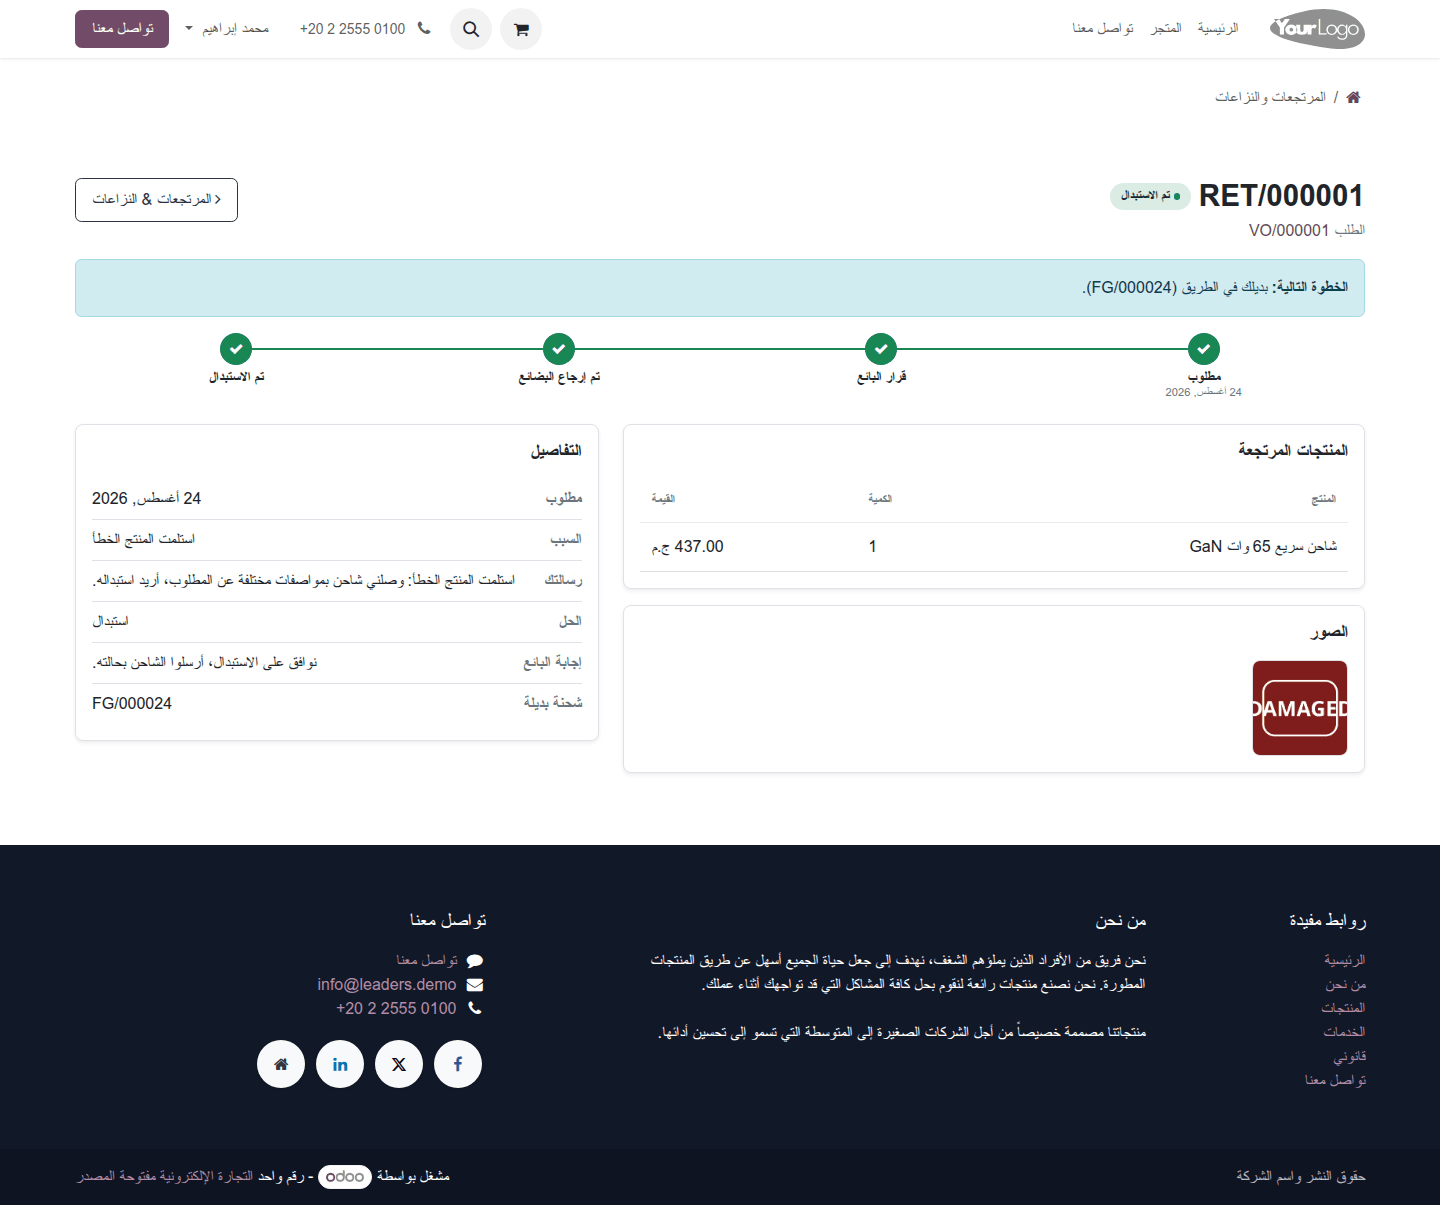 YourLogo
الرئيسية
المتجر
تواصل معنا
+20 2 2555 0100
محمد إبراهيم
تواصل معنا
/ المرتجعات والنزاعات
RET/000001
تم الاستبدال
المرتجعات & النزاعات
الطلب VO/000001
الخطوة التالية: بديلك في الطريق (FG/000024).
مطلوب
24 أغسطس, 2026
قرار البائع
تم إرجاع البضائع
تم الاستبدال
المنتجات المرتجعة
المنتج الكمية القيمة
شاحن سريع 65 وات GaN 1 437.00 ج.م
الصور
DAMAGED
التفاصيل
مطلوب 24 أغسطس, 2026
السبب استلمت المنتج الخطأ
رسالتك استلمت المنتج الخطأ: وصلني شاحن بمواصفات مختلفة عن المطلوب، أريد استبداله.
الحل استبدال
إجابة البائع نوافق على الاستبدال، أرسلوا الشاحن بحالته.
شحنة بديلة FG/000024
روابط مفيدة
الرئيسية
من نحن
المنتجات
الخدمات
قانوني
تواصل معنا
من نحن
نحن فريق من الأفراد الذين يملؤهم الشغف، نهدف إلى جعل حياة الجميع أسهل عن طريق المنتجات
المطورة. نحن نصنع منتجات رائعة لنقوم بحل كافة المشاكل التي قد تواجهك أثناء عملك.
منتجاتنا مصممة خصيصاً من أجل الشركات الصغيرة إلى المتوسطة التي تسمو إلى تحسين أدائها.
تواصل معنا
تواصل معنا
info@leaders.demo
+20 2 2555 0100
حقوق النشر واسم الشركة
مشغل بواسطة odoo - رقم واحد التجارة الإلكترونية مفتوحة المصدر